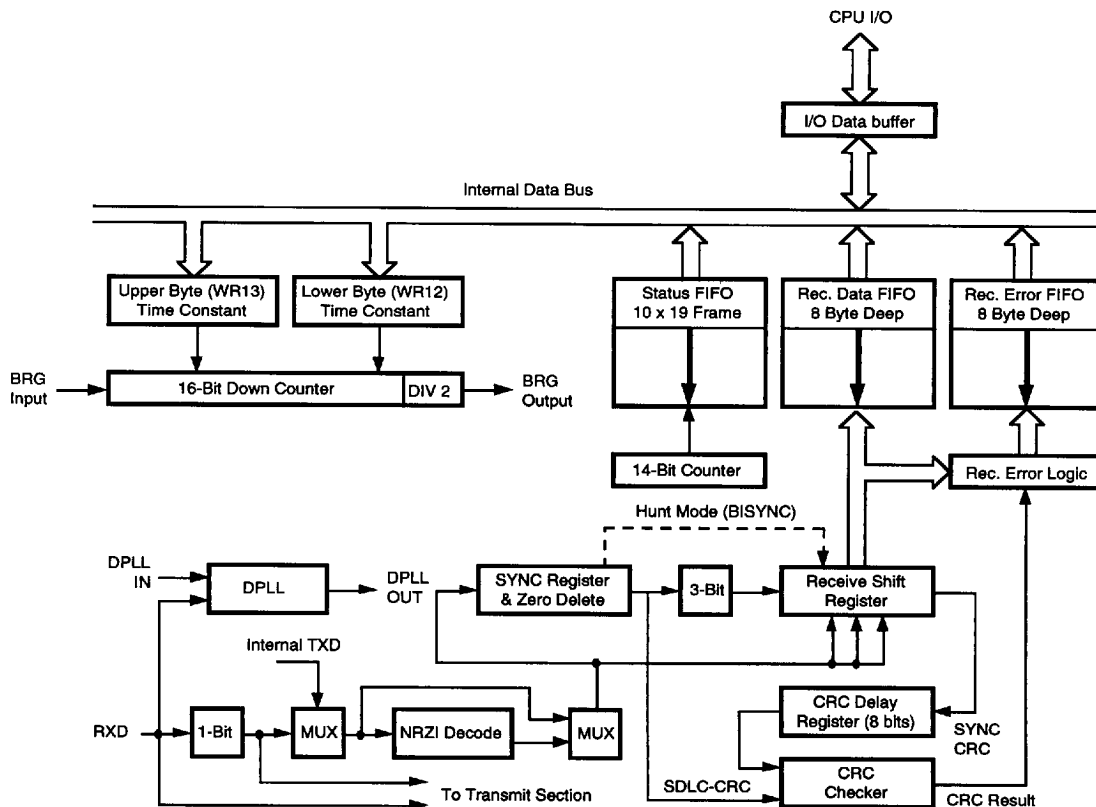 CPU I/O
I/O Data buffer
Internal Data Bus
Upper Byte (WR13)
Time Constant
Lower Byte (WR12)
Time Constant
Status FIFO
10 x 19 Frame
Rec. Data FIFO
8 Byte Deep
Rec. Error FIFO
8 Byte Deep
BRG
Input
16-Bit Down Counter
DIV 2
BRG
Output
14-Bit Counter
Rec. Error Logic
Hunt Mode (BISYNC)
DPLL
IN
DPLL
DPLL
OUT
SYNC Register
& Zero Delete
3-Bit
Receive Shift
Register
Internal TXD
RXD
1-Bit
MUX
NRZI Decode
MUX
CRC Delay
Register (8 bits)
SYNC
CRC
To Transmit Section
SDLC-CRC
CRC
Checker
CRC Result